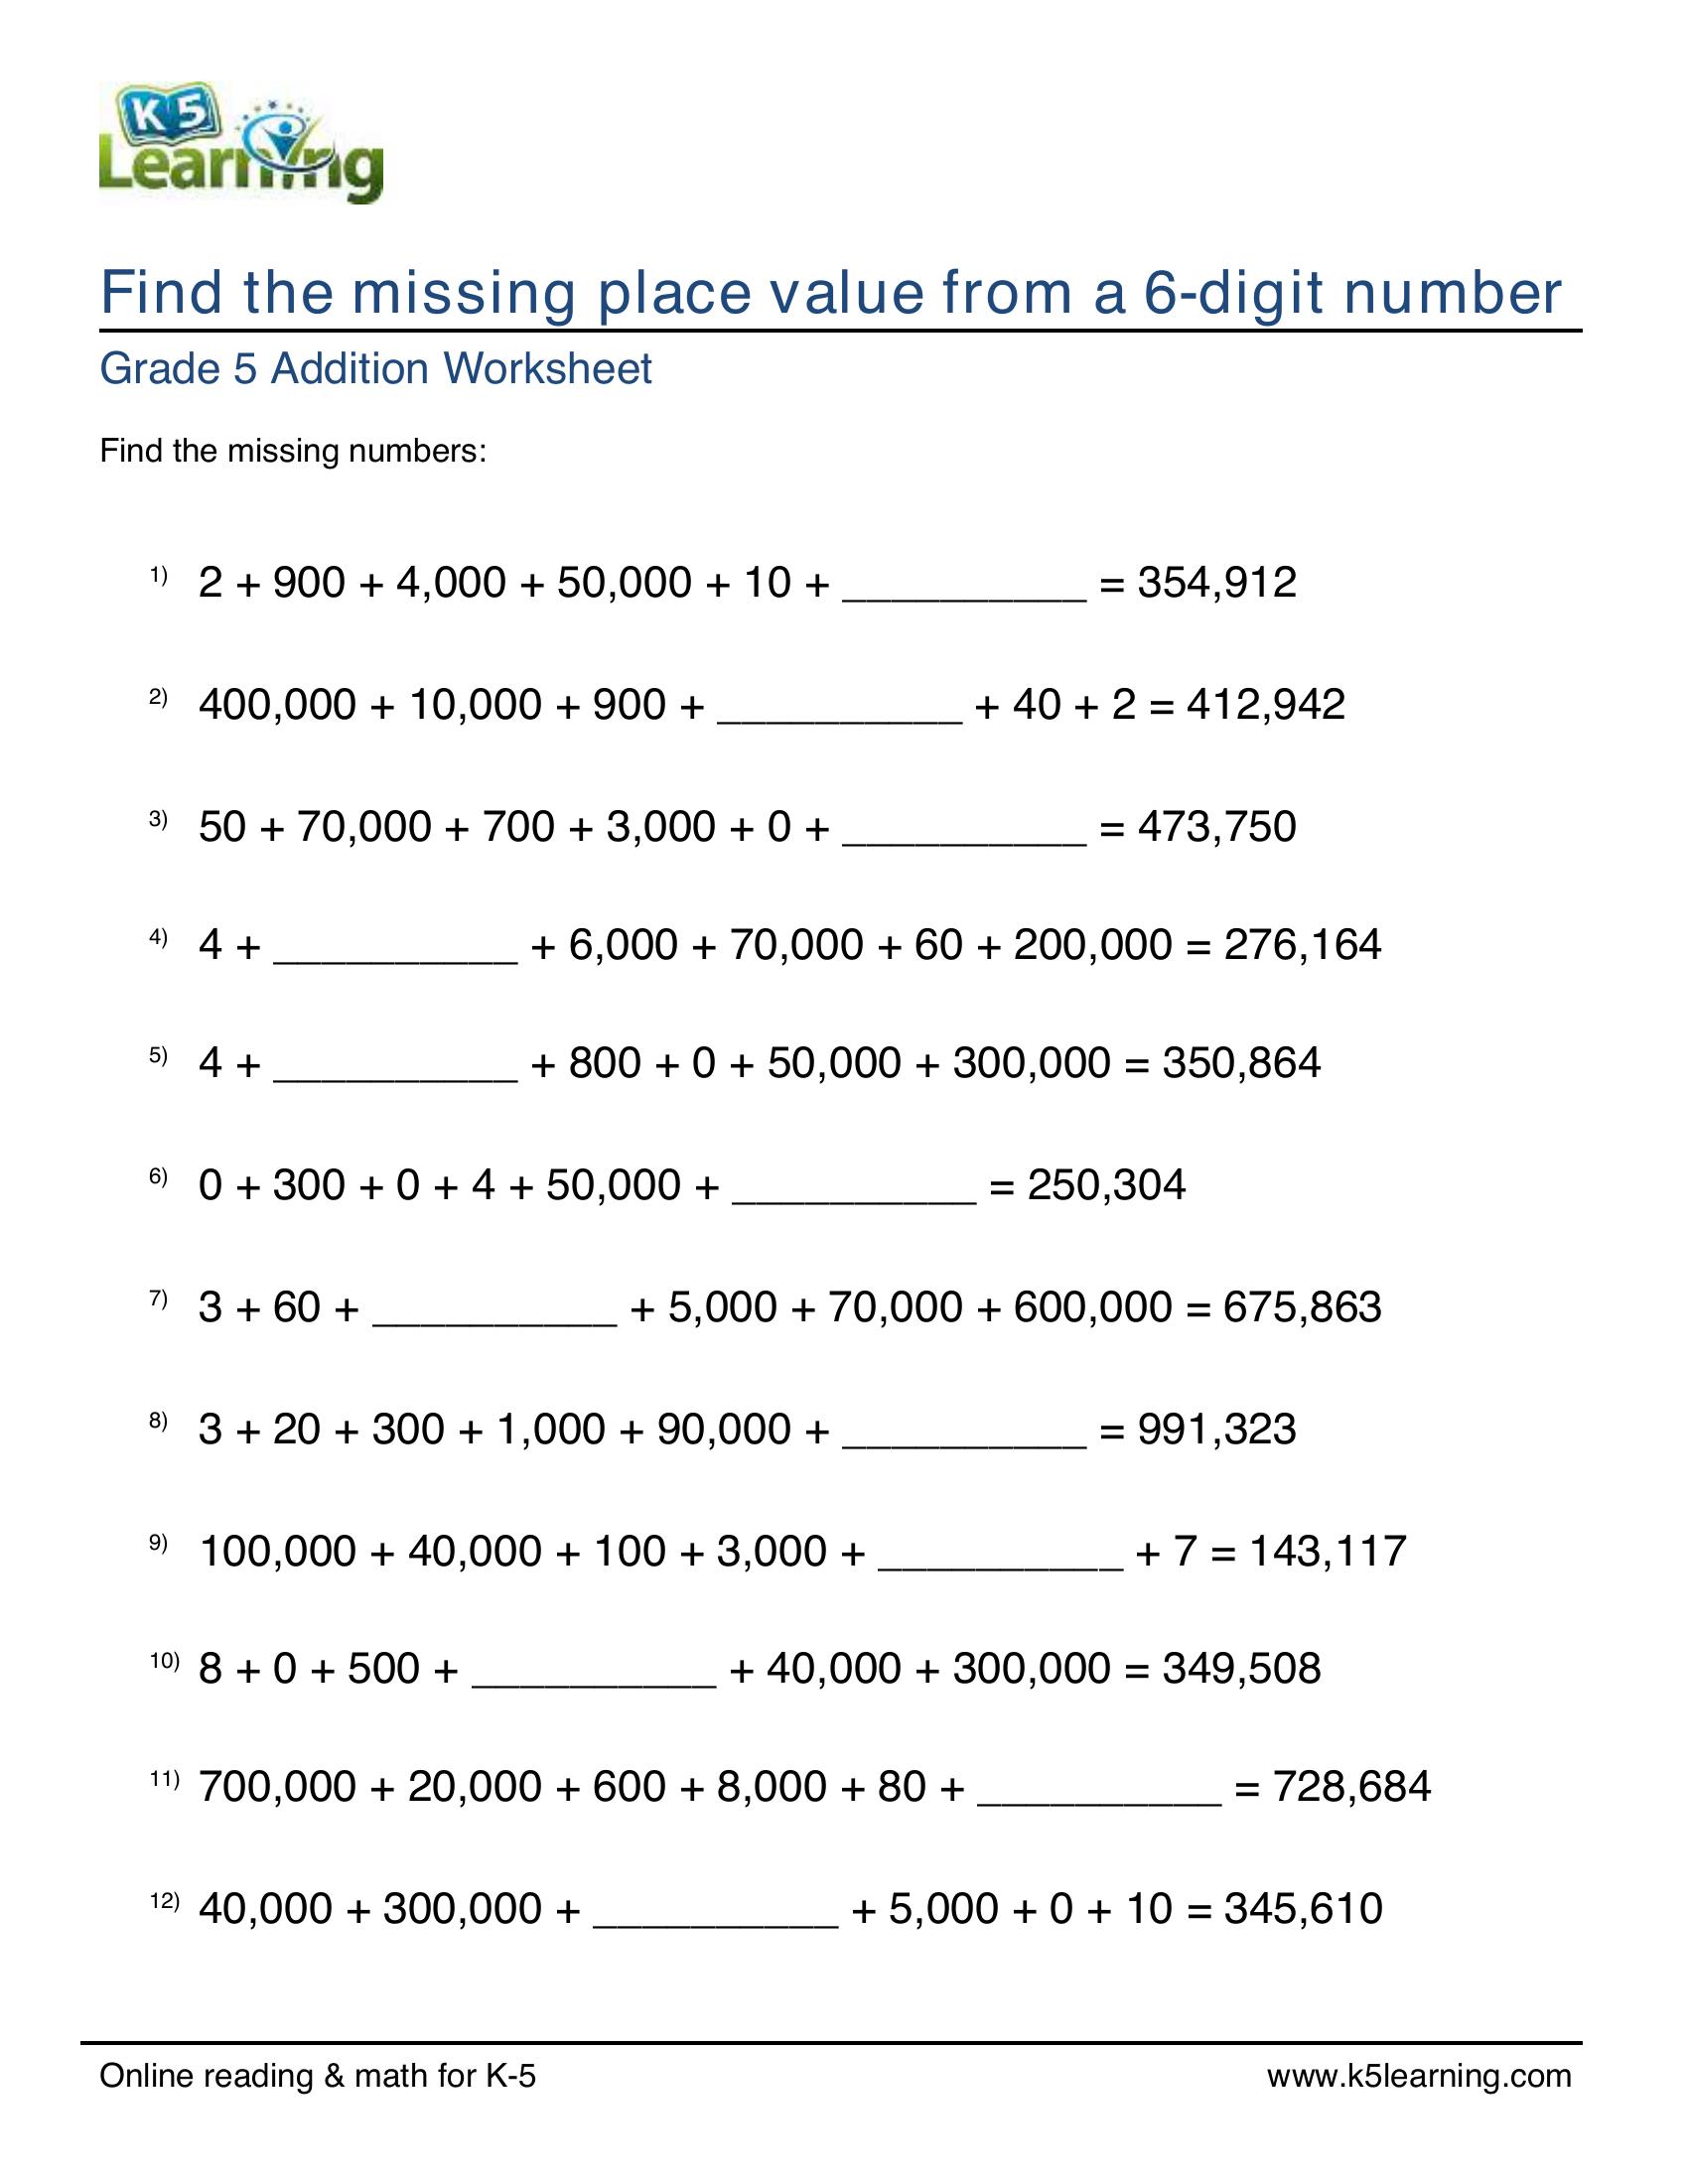 K5
Learning
Find the missing place value from a 6-digit number
Grade 5 Addition Worksheet
Find the missing numbers:
1) 2 + 900 + 4,000 + 50,000 + 10 + __________ = 354,912
2) 400,000 + 10,000 + 900 + __________ + 40 + 2 = 412,942
3) 50 + 70,000 + 700 + 3,000 + 0 + __________ = 473,750
4) 4 + __________ + 6,000 + 70,000 + 60 + 200,000 = 276,164
5) 4 + __________ + 800 + 0 + 50,000 + 300,000 = 350,864
6) 0 + 300 + 0 + 4 + 50,000 + __________ = 250,304
7) 3 + 60 + __________ + 5,000 + 70,000 + 600,000 = 675,863
8) 3 + 20 + 300 + 1,000 + 90,000 + __________ = 991,323
9) 100,000 + 40,000 + 100 + 3,000 + __________ + 7 = 143,117
10) 8 + 0 + 500 + __________ + 40,000 + 300,000 = 349,508
11) 700,000 + 20,000 + 600 + 8,000 + 80 + __________ = 728,684
12) 40,000 + 300,000 + __________ + 5,000 + 0 + 10 = 345,610
Online reading & math for K-5 www.k5learning.com